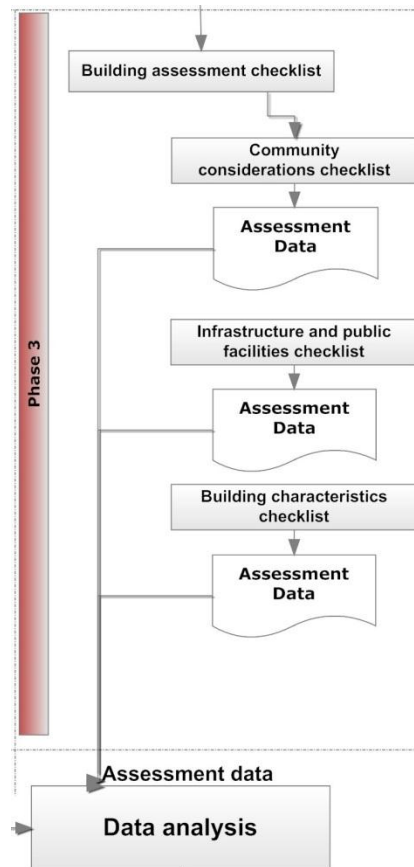 Building assessment checklist
Community
considerations checklist
Assessment
Data
Phase 3
Infrastructure and public
facilities checklist
Assessment
Data
Building characteristics
checklist
Assessment
Data
Assessment data
Data analysis